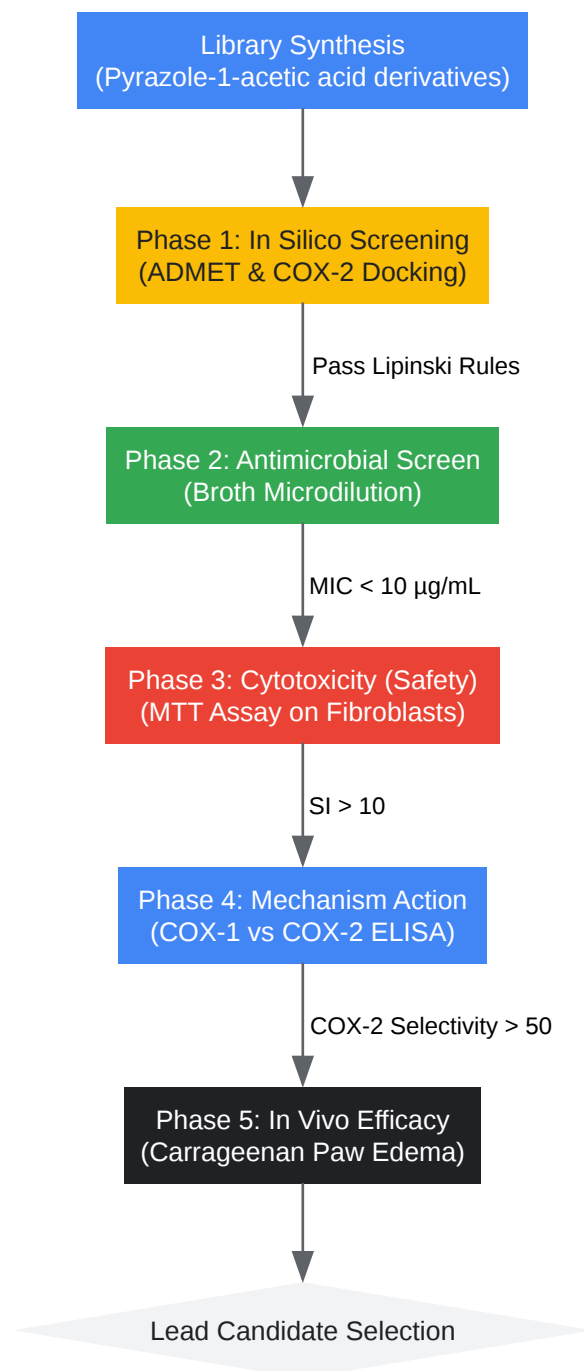 Library Synthesis
(Pyrazole-1-acetic acid derivatives)
Phase 1: In Silico Screening
(ADMET & COX-2 Docking)
Pass Lipinski Rules
Phase 2: Antimicrobial Screen
(Broth Microdilution)
MIC < 10 µg/mL
Phase 3: Cytotoxicity (Safety)
(MTT Assay on Fibroblasts)
SI > 10
Phase 4: Mechanism Action
(COX-1 vs COX-2 ELISA)
COX-2 Selectivity > 50
Phase 5: In Vivo Efficacy
(Carrageenan Paw Edema)
Lead Candidate Selection